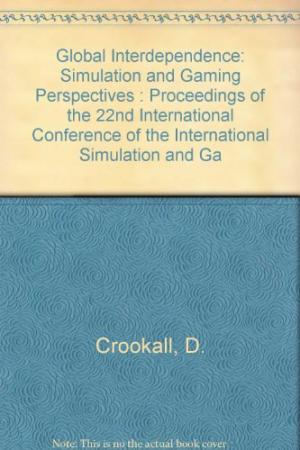 Global Interdependence:
Simulation and Gaming
Perspectives : Proceedings of
the 22nd International
Conference of the International
Simulation and Ga
Crookall, D.
Note: This is no the actual book cover